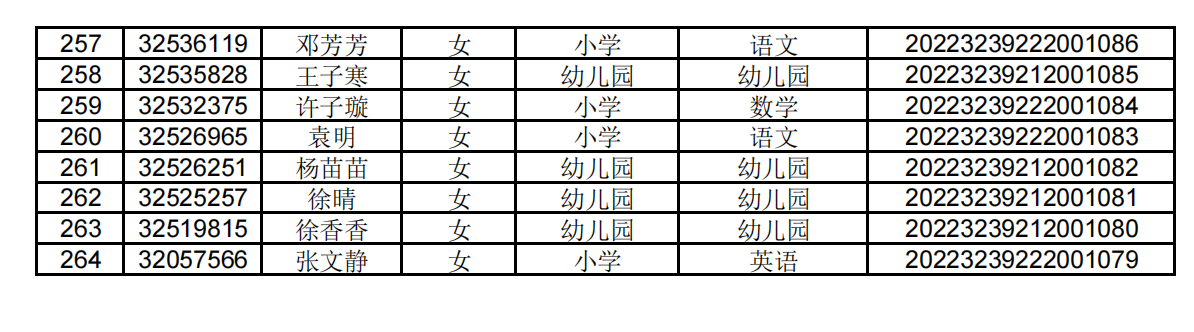 257 32536119 邓芳芳 女 小学 语文 20223239222001086
258 32535828 王子寒 女 幼儿园 幼儿园 20223239212001085
259 32532375 许子璇 女 小学 数学 20223239222001084
260 32526965 袁明 女 小学 语文 20223239222001083
261 32526251 杨苗苗 女 幼儿园 幼儿园 20223239212001082
262 32525257 徐晴 女 幼儿园 幼儿园 20223239212001081
263 32519815 徐香香 女 幼儿园 幼儿园 20223239212001080
264 32057566 张文静 女 小学 英语 20223239222001079